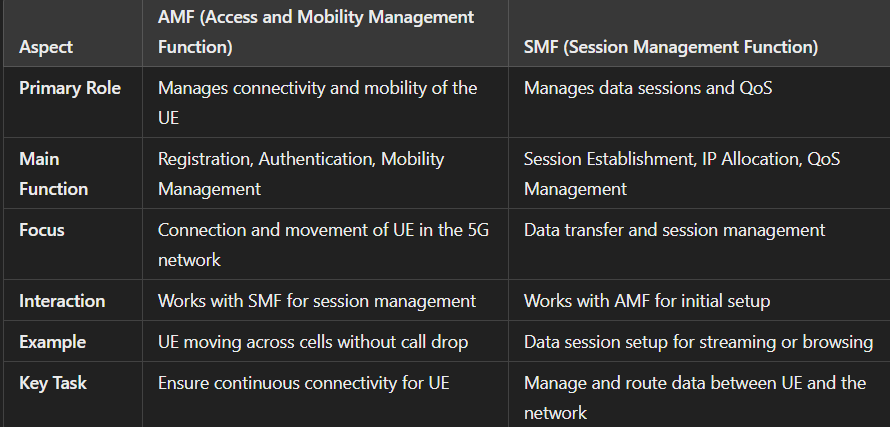 Aspect
AMF (Access and Mobility Management
Function)
SMF (Session Management Function)
Primary Role
Manages connectivity and mobility of the
UE
Manages data sessions and QoS
Main
Function
Registration, Authentication, Mobility
Management
Session Establishment, IP Allocation, QoS
Management
Focus
Connection and movement of UE in the 5G
network
Data transfer and session management
Interaction
Works with SMF for session management
Works with AMF for initial setup
Example
UE moving across cells without call drop
Data session setup for streaming or browsing
Key Task
Ensure continuous connectivity for UE
Manage and route data between UE and the
network